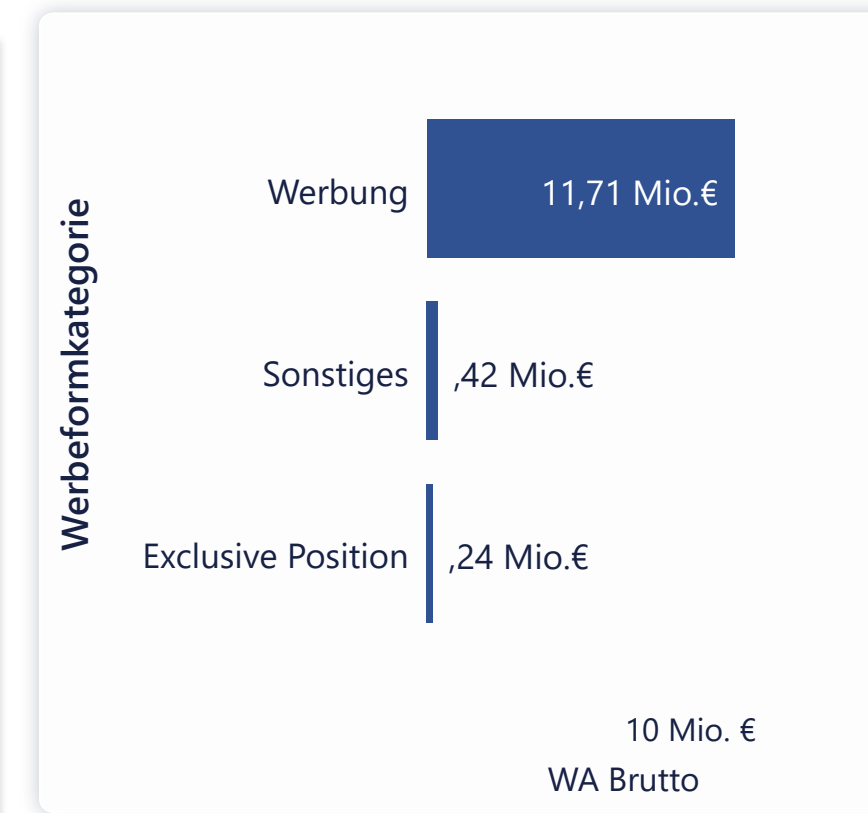 Werbeformkategorie
Werbung 11,71 Mio.€
Sonstiges ,42 Mio.€
Exclusive Position ,24 Mio.€
10 Mio. €
WA Brutto